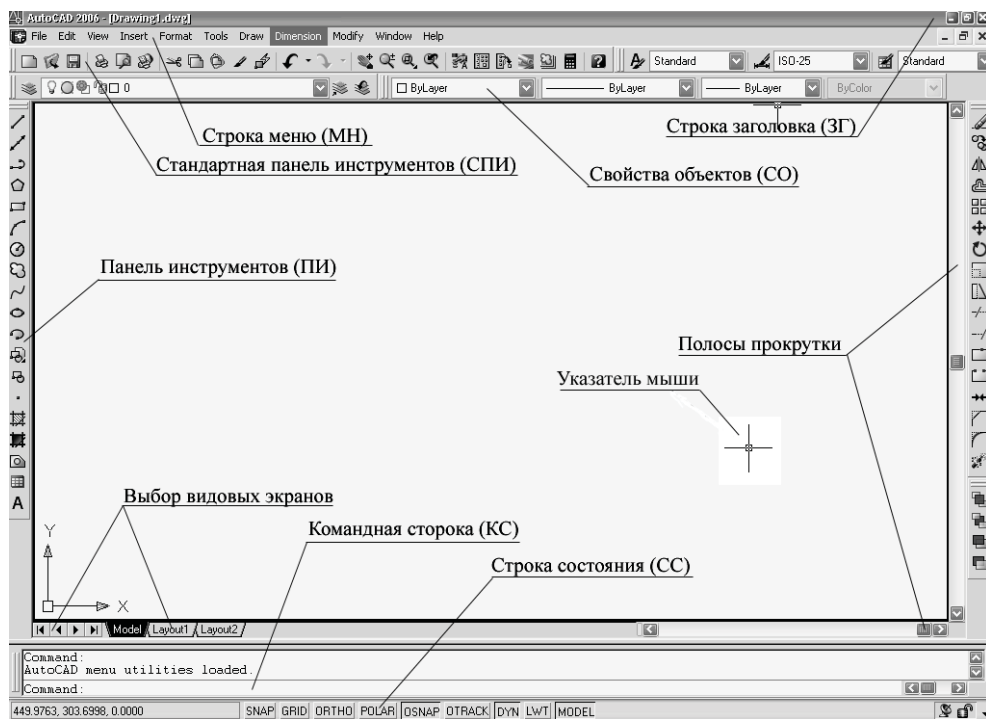 AutoCAD 2006 - [Drawing1.dwg]
File Edit View Insert Format Tools Draw Dimension Modify Window Help
Standard ISO-25 Standard
0 ByLayer ByLayer ByLayer ByColor
Строка меню (МН)
Строка заголовка (ЗГ)
Стандартная панель инструментов (СПИ)
Свойства объектов (СО)
Панель инструментов (ПИ)
Полосы прокрутки
Указатель мыши
Выбор видовых экранов
Командная сторока (КС)
Строка состояния (СС)
A
Y
X
Model Layout1 Layout2
Command:
AutoCAD menu utilities loaded.
Command:
449.9763, 303.6998, 0.0000 SNAP GRID ORTHO POLAR OSNAP OTRACK DYN LWT MODEL